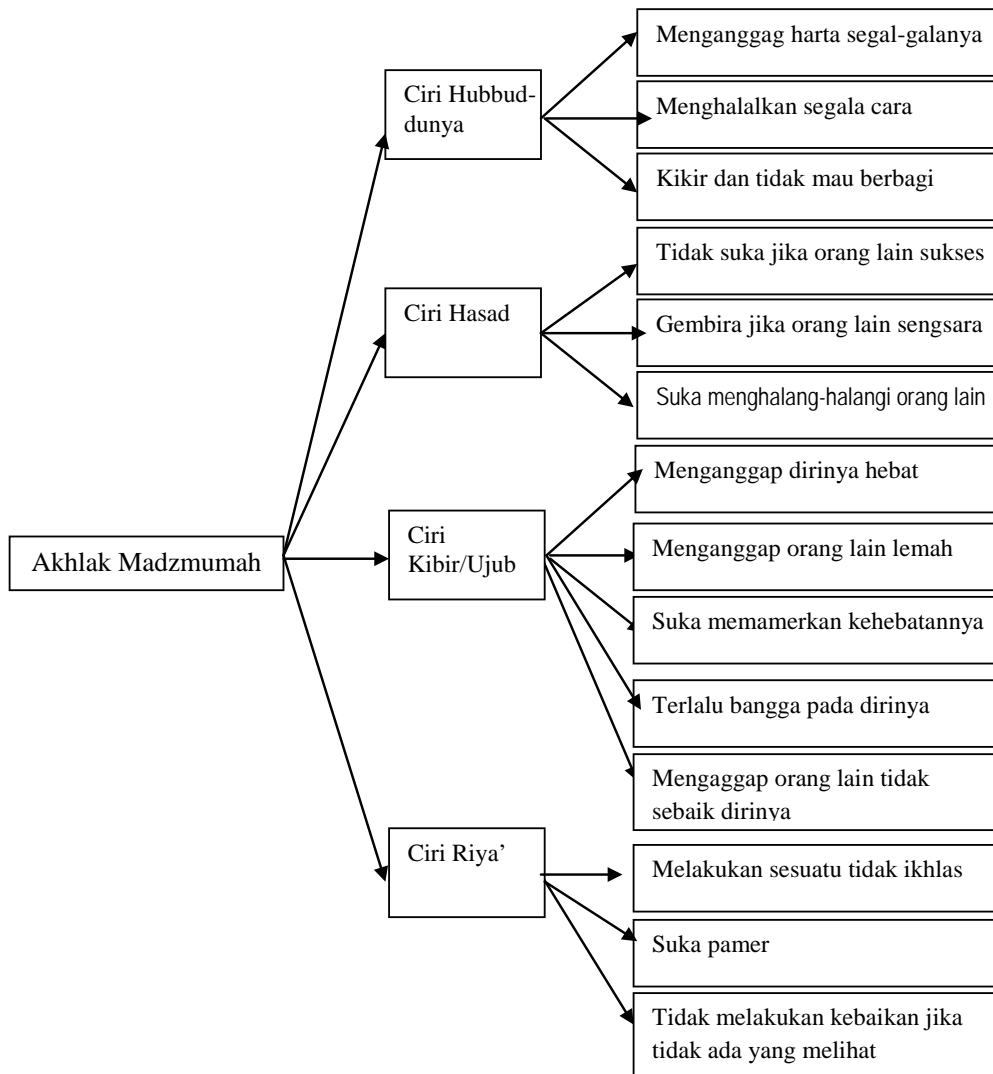 Akhlak Madzmumah
Ciri Hubbud-
dunya
Menganggag harta segal-galanya
Menghalalkan segala cara
Kikir dan tidak mau berbagi
Ciri Hasad
Tidak suka jika orang lain sukses
Gembira jika orang lain sengsara
Suka menghalang-halangi orang lain
Ciri
Kibir/Ujub
Menganggap dirinya hebat
Menganggap orang lain lemah
Suka memamerkan kehebatannya
Terlalu bangga pada dirinya
Mengaggap orang lain tidak
sebaik dirinya
Ciri Riya’
Melakukan sesuatu tidak ikhlas
Suka pamer
Tidak melakukan kebaikan jika
tidak ada yang melihat